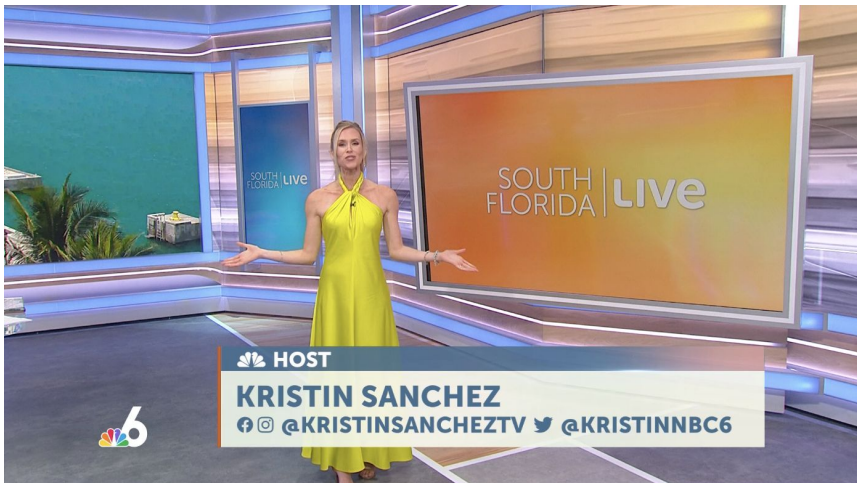 SOUTH
FLORIDA
LIVE
SOUTH
FLORIDA
LIVE
HOST
KRISTIN SANCHEZ
@KRISTINSANCHEZTV @KRISTINNBC6
6